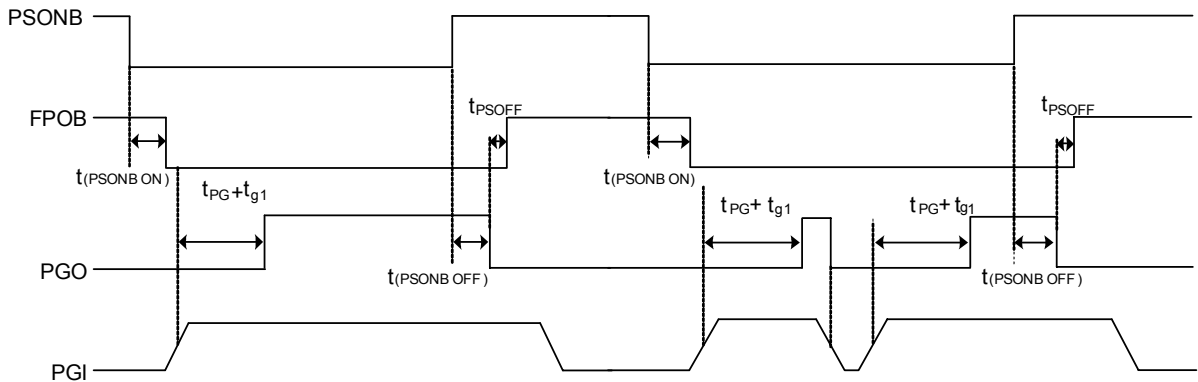 PSONB
FPOB
tPSOFF
tPSOFF
t(PSONB ON)
t(PSONB ON)
tPG+tg1
tPG+ tg1
tPG+ tg1
PGO
t(PSONB OFF)
t(PSONB OFF)
PGI